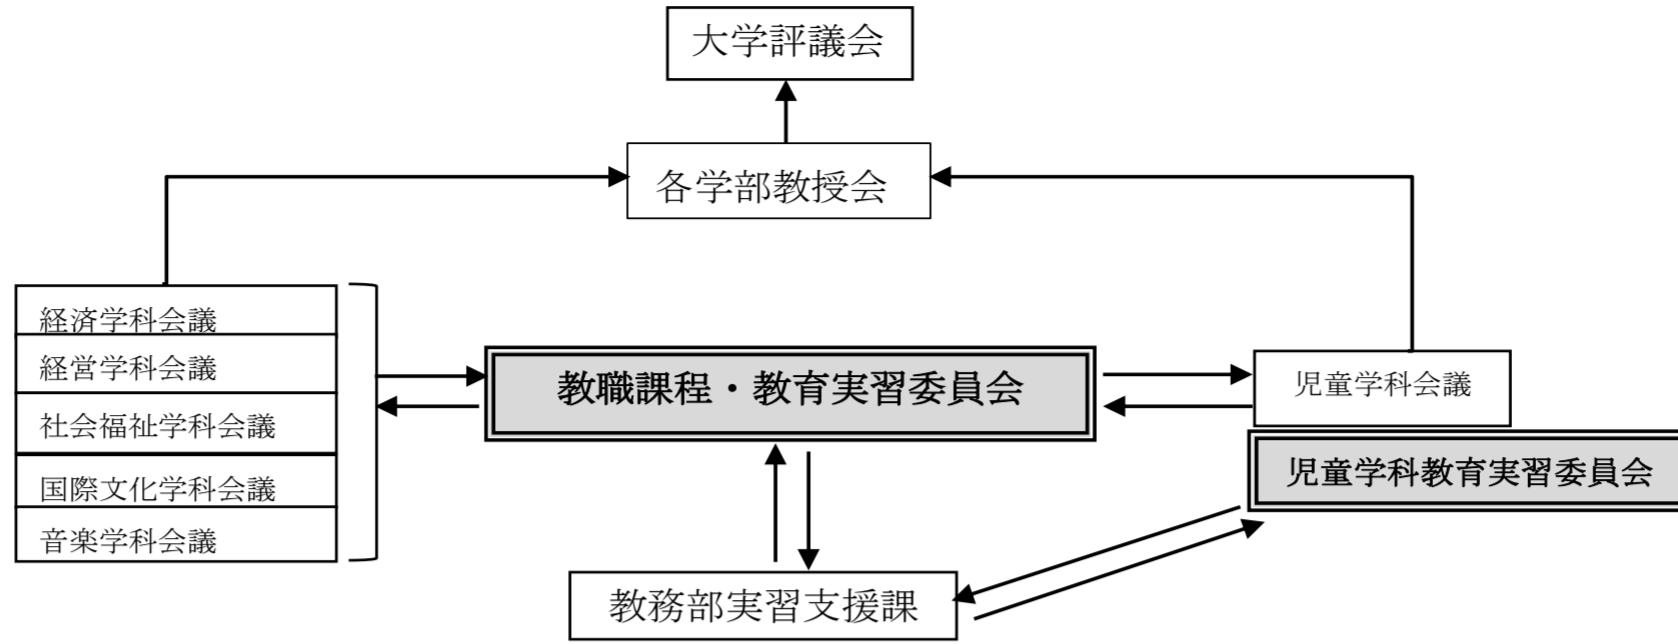 大学評議会
各学部教授会
経済学科会議
経営学科会議
社会福祉学科会議
国際文化学科会議
音楽学科会議
教職課程・教育実習委員会
児童学科会議
児童学科教育実習委員会
教務部実習支援課